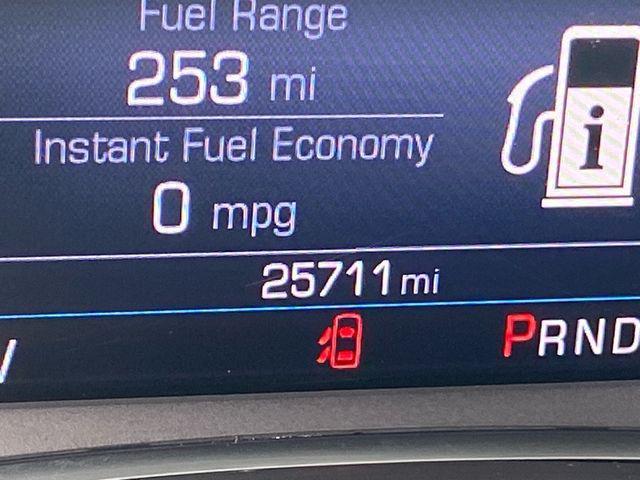 Fuel Range
253 mi
Instant Fuel Economy
0 mpg
i
25711 mi
PRND